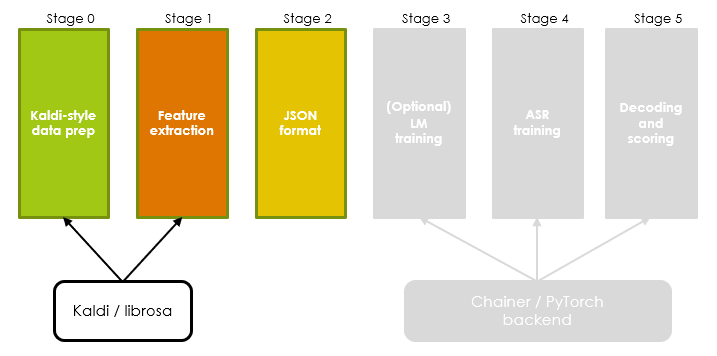 Stage 0
Stage 1
Stage 2
Stage 3
Stage 4
Stage 5
Kaldi-style
data prep
Feature
extraction
JSON
format
(Optional)
LM
training
ASR
training
Decoding
and
scoring
Kaldi / librosa
Chainer / PyTorch
backend